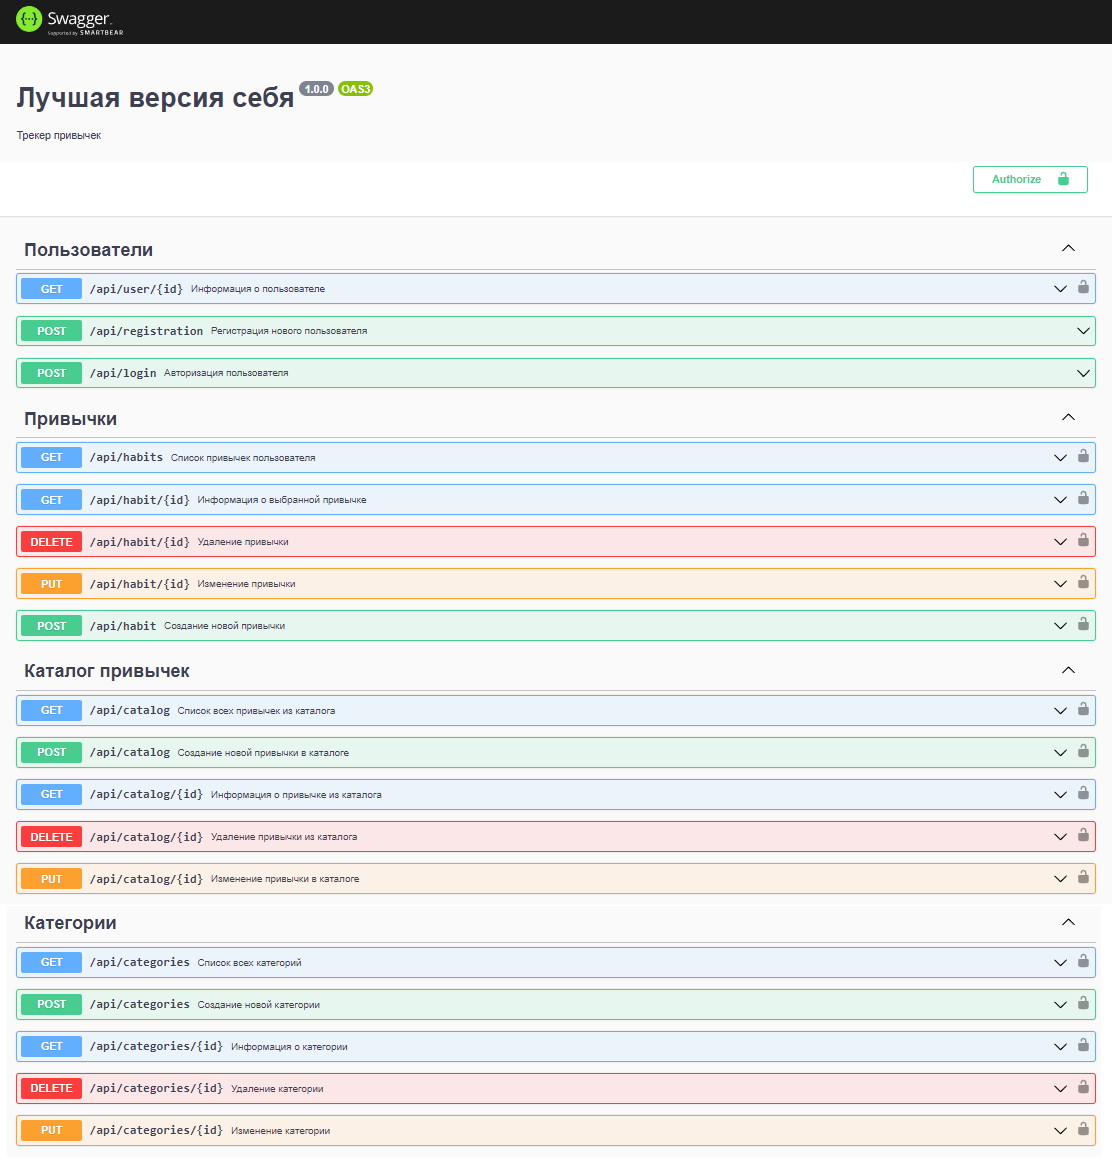 Swagger.
Supported by SMARTBEAR
Лучшая версия себя 1.0.0 OAS3
Трекер привычек
Authorize
Пользователи
GET /api/user/{id} Информация о пользователе
POST /api/registration Регистрация нового пользователя
POST /api/login Авторизация пользователя
Привычки
GET /api/habits Список привычек пользователя
GET /api/habit/{id} Информация о выбранной привычке
DELETE /api/habit/{id} Удаление привычки
PUT /api/habit/{id} Изменение привычки
POST /api/habit Создание новой привычки
Каталог привычек
GET /api/catalog Список всех привычек из каталога
POST /api/catalog Создание новой привычки в каталоге
GET /api/catalog/{id} Информация о привычке из каталога
DELETE /api/catalog/{id} Удаление привычки из каталога
PUT /api/catalog/{id} Изменение привычки в каталоге
Категории
GET /api/categories Список всех категорий
POST /api/categories Создание новой категории
GET /api/categories/{id} Информация о категории
DELETE /api/categories/{id} Удаление категории
PUT /api/categories/{id} Изменение категории